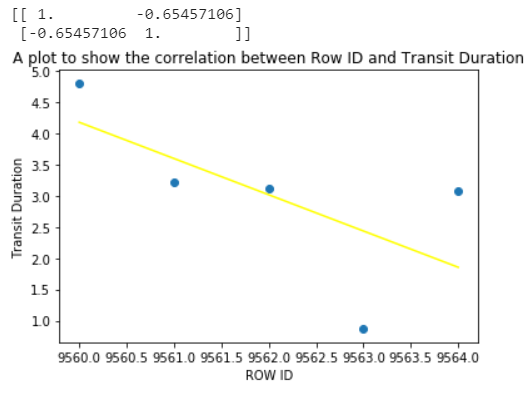 [[ 1. -0.65457106]
[-0.65457106 1. ]]
A plot to show the correlation between Row ID and Transit Duration
5.0
4.5
4.0
3.5
3.0
2.5
2.0
1.5
1.0
Transit Duration
9560.0 9560.5 9561.0 9561.5 9562.0 9562.5 9563.0 9563.5 9564.0
ROW ID